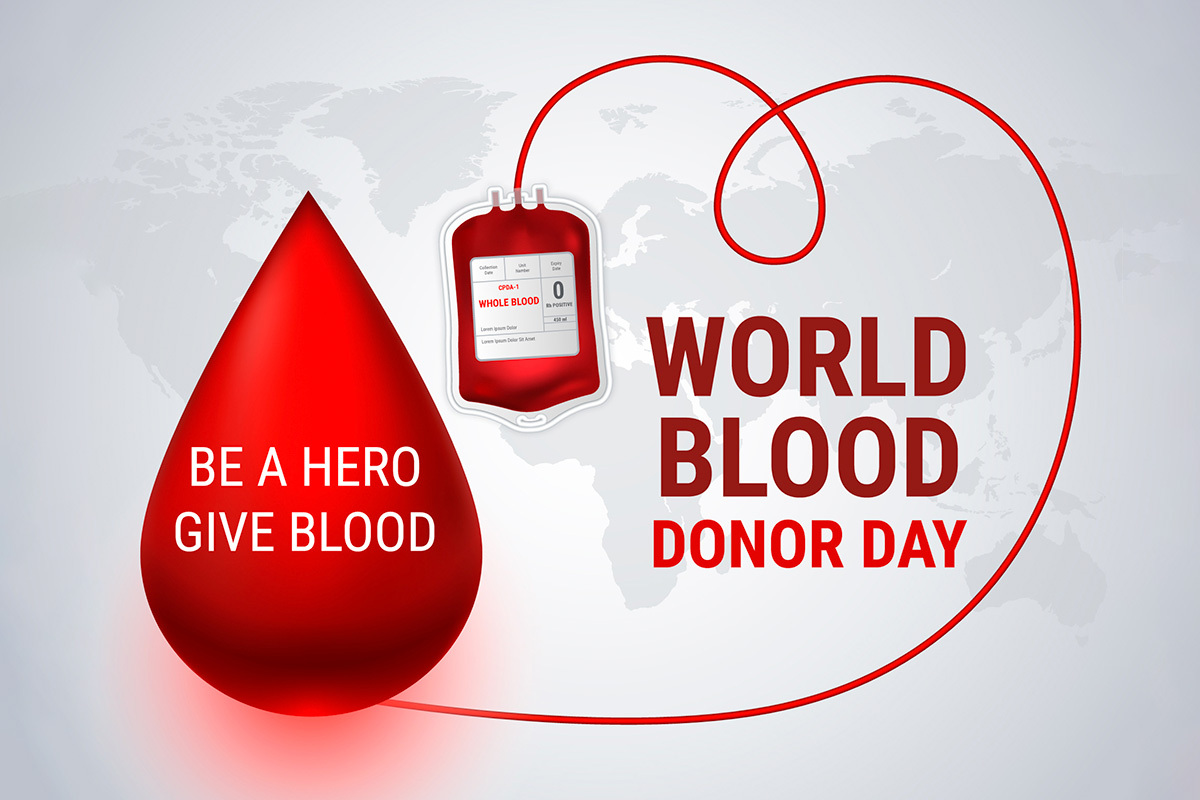 BE A HERO
GIVE BLOOD
Collection
Date
Unit
Number
Expiry
Date
CPDA-1
WHOLE BLOOD
O
Rh POSITIVE
450 ml
Lorem Ipsum Dolor
Lorem Ipsum Dolor Sit Amet
WORLD
BLOOD
DONOR DAY